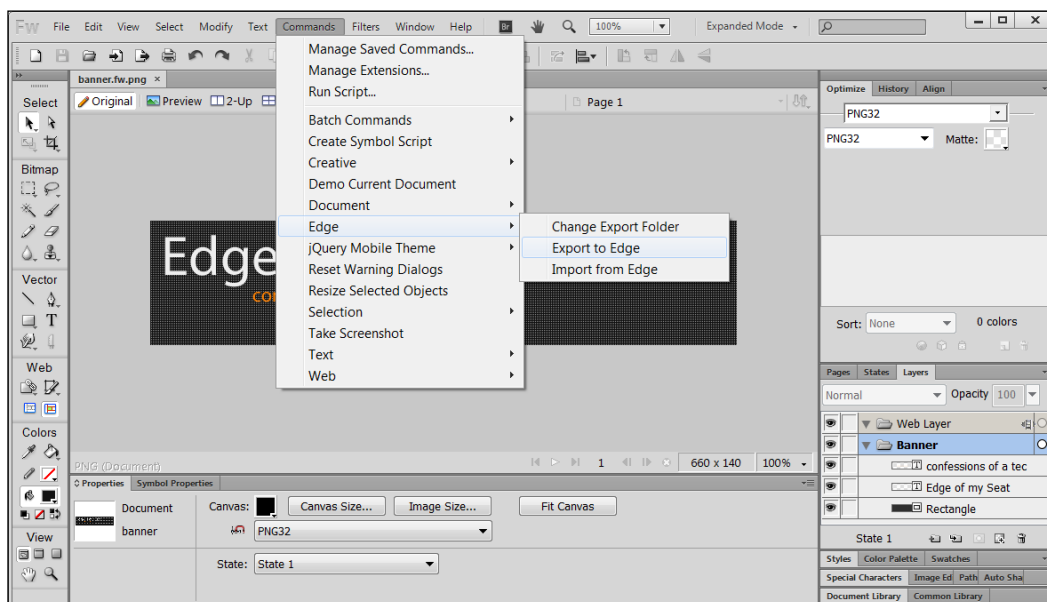 Fw File Edit View Select Modify Text Commands Filters Window Help Br 100% Expanded Mode
banner.fw.png ×
Original Preview 2-Up Page 1
Manage Saved Commands...
Manage Extensions...
Run Script...
Batch Commands
Create Symbol Script
Creative
Demo Current Document
Document
Edge
jQuery Mobile Theme
Reset Warning Dialogs
Resize Selected Objects
Selection
Take Screenshot
Text
Web
Change Export Folder
Export to Edge
Import from Edge
Select
Bitmap
Vector
Web
Colors
View
Edge
co
PNG (Document)
1 660 x 140 100%
Properties Symbol Properties
Document
banner
Canvas: Canvas Size... Image Size... Fit Canvas
PNG32
State: State 1
Optimize History Align
PNG32
PNG32 Matte:
Sort: None 0 colors
Pages States Layers
Normal Opacity 100
Web Layer
Banner
confessions of a tec
Edge of my Seat
Rectangle
State 1
Styles Color Palette Swatches
Special Characters Image Ed Path Auto Sha
Document Library Common Library